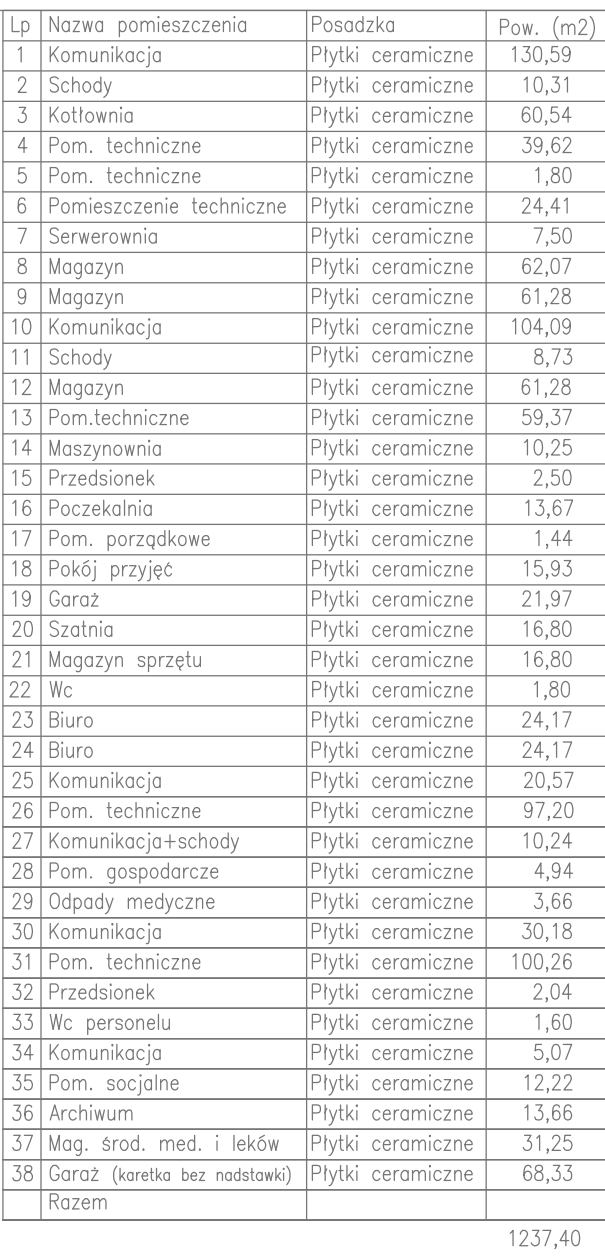 Lp Nazwa pomieszczenia Posadzka Pow. (m2)
1 Komunikacja Płytki ceramiczne 130,59
2 Schody Płytki ceramiczne 10,31
3 Kotłownia Płytki ceramiczne 60,54
4 Pom. techniczne Płytki ceramiczne 39,62
5 Pom. techniczne Płytki ceramiczne 1,80
6 Pomieszczenie techniczne Płytki ceramiczne 24,41
7 Serwerownia Płytki ceramiczne 7,50
8 Magazyn Płytki ceramiczne 62,07
9 Magazyn Płytki ceramiczne 61,28
10 Komunikacja Płytki ceramiczne 104,09
11 Schody Płytki ceramiczne 8,73
12 Magazyn Płytki ceramiczne 61,28
13 Pom.techniczne Płytki ceramiczne 59,37
14 Maszynownia Płytki ceramiczne 10,25
15 Przedsionek Płytki ceramiczne 2,50
16 Poczekalnia Płytki ceramiczne 13,67
17 Pom. porządkowe Płytki ceramiczne 1,44
18 Pokój przyjęć Płytki ceramiczne 15,93
19 Garaż Płytki ceramiczne 21,97
20 Szatnia Płytki ceramiczne 16,80
21 Magazyn sprzętu Płytki ceramiczne 16,80
22 Wc Płytki ceramiczne 1,80
23 Biuro Płytki ceramiczne 24,17
24 Biuro Płytki ceramiczne 24,17
25 Komunikacja Płytki ceramiczne 20,57
26 Pom. techniczne Płytki ceramiczne 97,20
27 Komunikacja+schody Płytki ceramiczne 10,24
28 Pom. gospodarcze Płytki ceramiczne 4,94
29 Odpady medyczne Płytki ceramiczne 3,66
30 Komunikacja Płytki ceramiczne 30,18
31 Pom. techniczne Płytki ceramiczne 100,26
32 Przedsionek Płytki ceramiczne 2,04
33 Wc personelu Płytki ceramiczne 1,60
34 Komunikacja Płytki ceramiczne 5,07
35 Pom. socjalne Płytki ceramiczne 12,22
36 Archiwum Płytki ceramiczne 13,66
37 Mag. środ. med. i leków Płytki ceramiczne 31,25
38 Garaż (karetka bez nadstawki) Płytki ceramiczne 68,33
Razem
1237,40